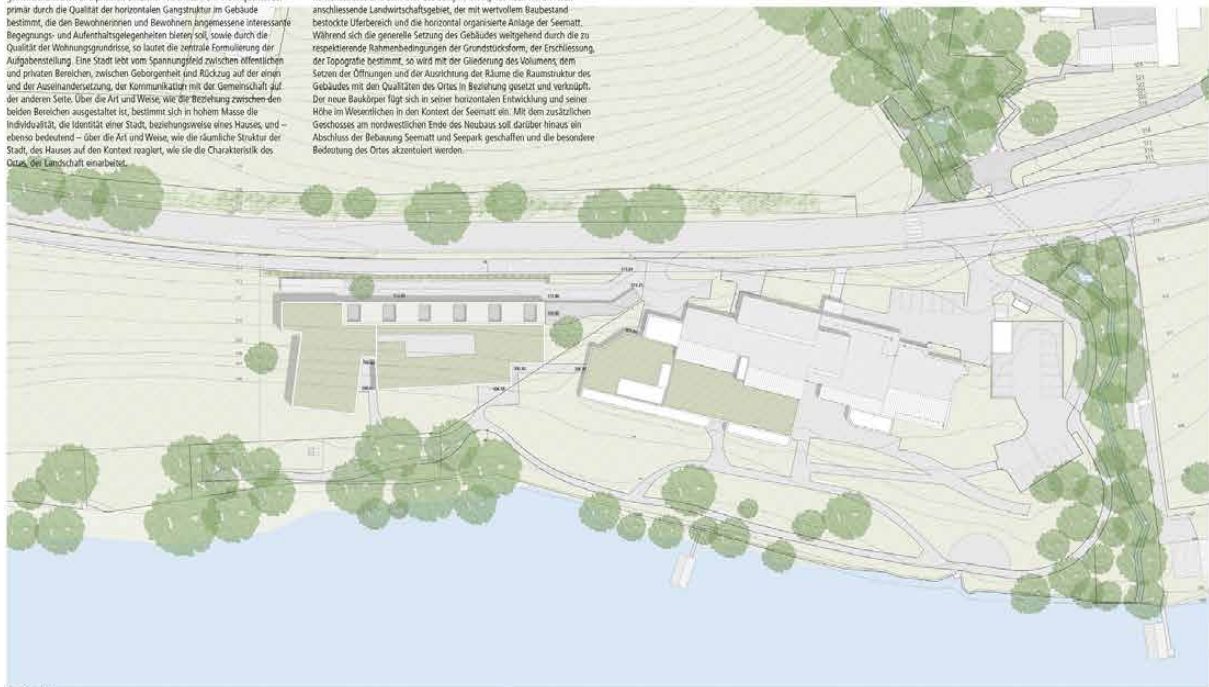 primär durch die Qualität der horizontalen Gangstruktur im Gebäude
bestimmt, die den Bewohnerinnen und Bewohnern angemessene interessante
Begegnungs- und Aufenthaltsgelegenheiten bieten soll, sowie durch die
Qualität der Wohnungsgrundrisse, so lautet die zentrale Formulierung der
Aufgabenstellung. Eine Stadt lebt vom Spannungsfeld zwischen öffentlichen
und privaten Bereichen, zwischen Geborgenheit und Rückzug auf der einen
und der Auseinandersetzung, der Kommunikation mit der Gemeinschaft auf
der anderen Seite. Über die Art und Weise, wie die Beziehung zwischen den
beiden Bereichen ausgestaltet ist, bestimmt sich in hohem Masse die
Individualität, die Identität einer Stadt, beziehungsweise eines Hauses, und –
ebenso bedeutend – über die Art und Weise, wie die räumliche Struktur der
Stadt, des Hauses auf den Kontext reagiert, wie sie die Charakteristik des
Ortes, der Landschaft einarbeitet.
anschliessende Landwirtschaftsgebiet, der mit wertvollem Baumbestand
bestockte Uferbereich und die horizontal organisierte Anlage der Seematt.
Während sich die generelle Setzung des Gebäudes weitgehend durch die zu
respektierende Rahmenbedingungen der Grundstücksform, der Erschliessung,
der Topografie bestimmt, so wird mit der Gliederung des Volumens, dem
Setzen der Öffnungen und der Ausrichtung der Räume die Raumstruktur des
Gebäudes mit den Qualitäten des Ortes in Beziehung gesetzt und verknüpft.
Der neue Baukörper fügt sich in seiner horizontalen Entwicklung und seiner
Höhe im Wesentlichen in den Kontext der Seematt ein. Mit dem zusätzlichen
Geschosses am nordwestlichen Ende des Neubaus soll darüber hinaus ein
Abschluss der Bebauung Seematt und Seepark geschaffen und die besondere
Bedeutung des Ortes akzentuiert werden.